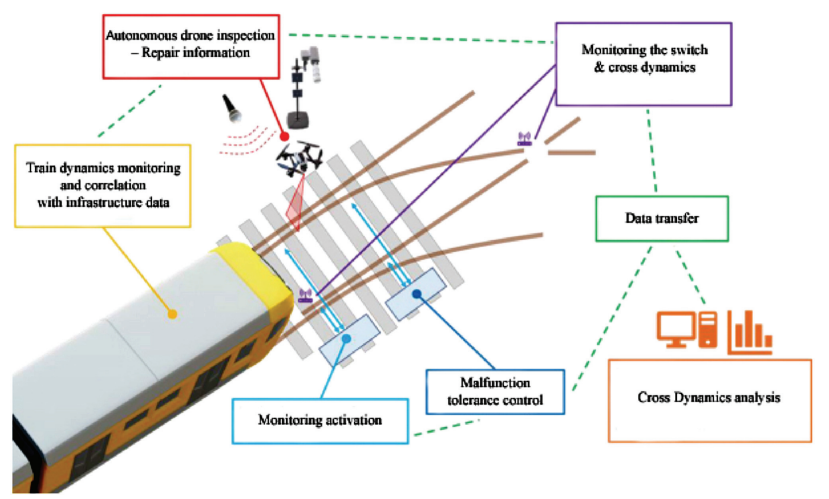 Autonomous drone inspection
– Repair information
Monitoring the switch
& cross dynamics
Train dynamics monitoring
and correlation
with infrastructure data
Data transfer
Malfunction
tolerance control
Cross Dynamics analysis
Monitoring activation